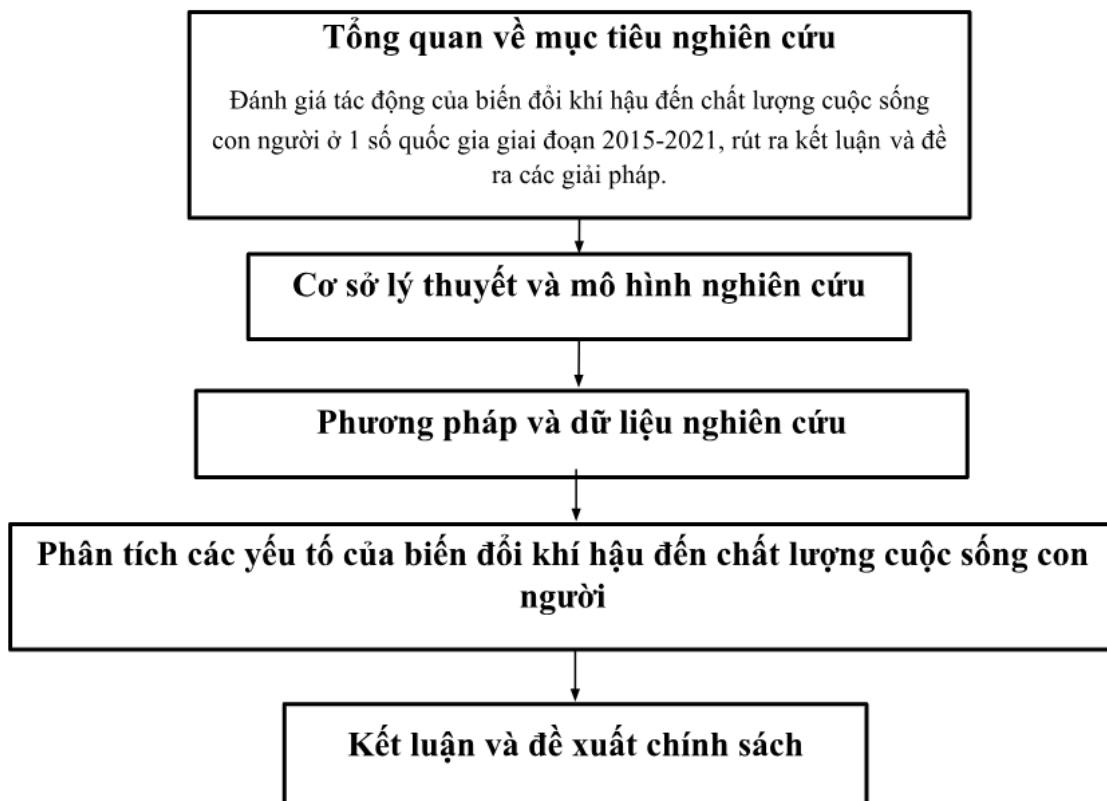 Tổng quan về mục tiêu nghiên cứu
Đánh giá tác động của biến đổi khí hậu đến chất lượng cuộc sống
con người ở 1 số quốc gia giai đoạn 2015-2021, rút ra kết luận và đề
ra các giải pháp.
Cơ sở lý thuyết và mô hình nghiên cứu
Phương pháp và dữ liệu nghiên cứu
Phân tích các yếu tố của biến đổi khí hậu đến chất lượng cuộc sống con
người
Kết luận và đề xuất chính sách